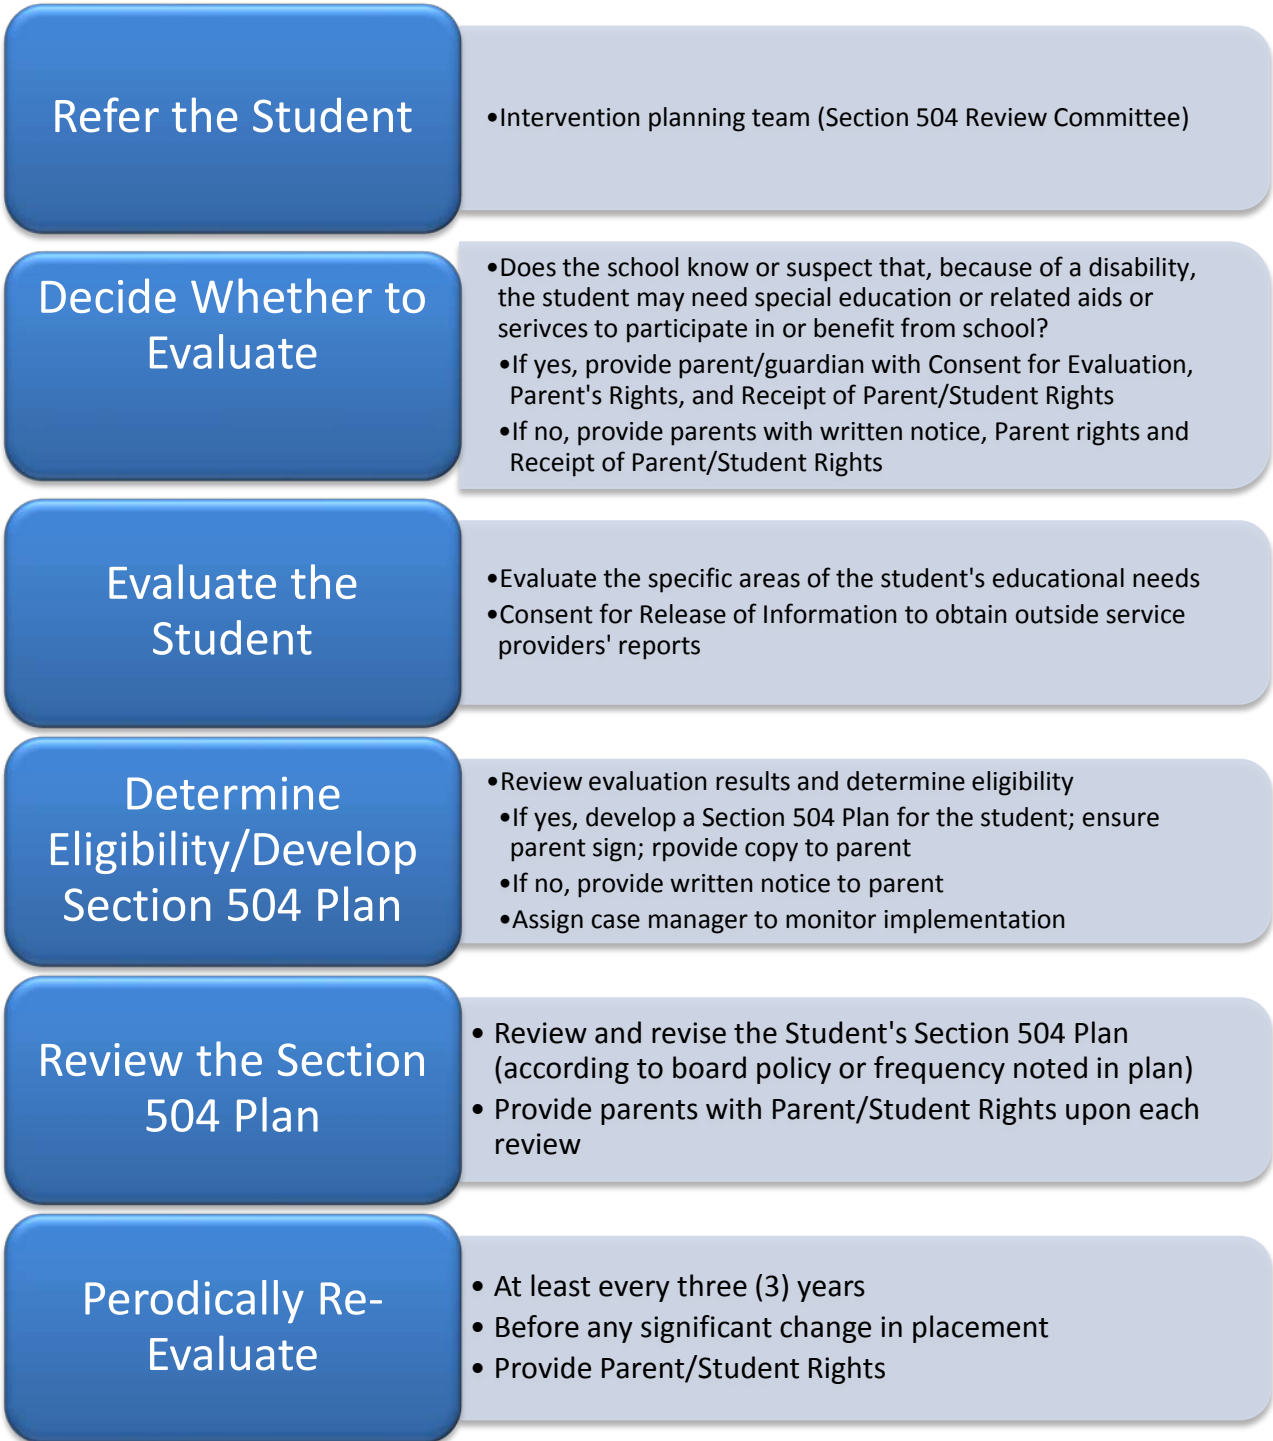 Refer the Student
•Intervention planning team (Section 504 Review Committee)
Decide Whether to
Evaluate
•Does the school know or suspect that, because of a disability,
the student may need special education or related aids or
serivces to participate in or benefit from school?
•If yes, provide parent/guardian with Consent for Evaluation,
Parent's Rights, and Receipt of Parent/Student Rights
•If no, provide parents with written notice, Parent rights and
Receipt of Parent/Student Rights
Evaluate the
Student
•Evaluate the specific areas of the student's educational needs
•Consent for Release of Information to obtain outside service
providers' reports
Determine
Eligibility/Develop
Section 504 Plan
•Review evaluation results and determine eligibility
•If yes, develop a Section 504 Plan for the student; ensure
parent sign; rpovide copy to parent
•If no, provide written notice to parent
•Assign case manager to monitor implementation
Review the Section
504 Plan
• Review and revise the Student's Section 504 Plan
(according to board policy or frequency noted in plan)
• Provide parents with Parent/Student Rights upon each
review
Perodically Re-
Evaluate
• At least every three (3) years
• Before any significant change in placement
• Provide Parent/Student Rights